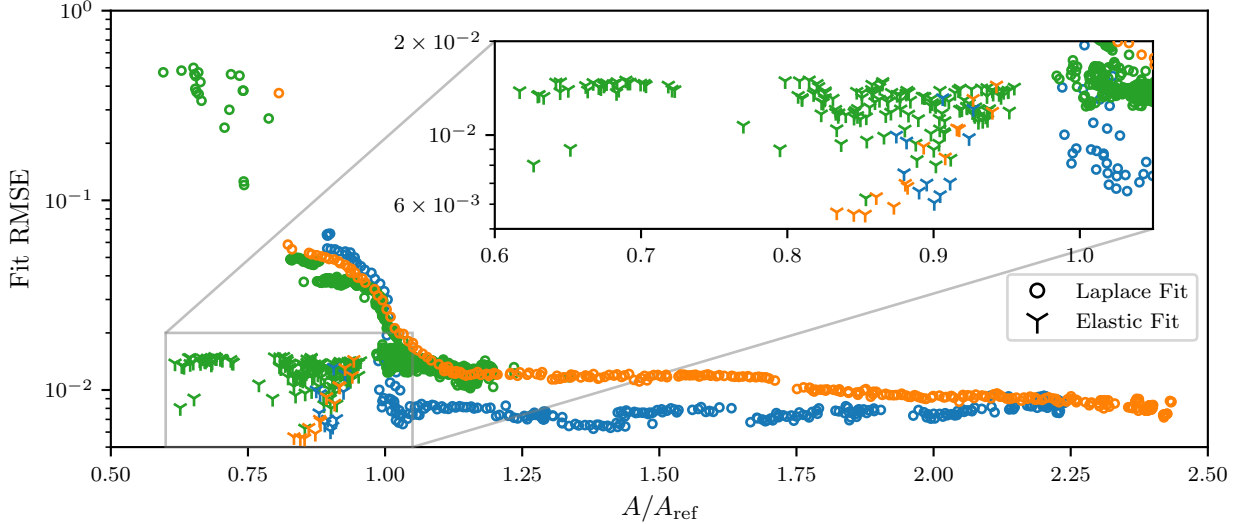 10⁰
10⁻¹
10⁻²
Fit RMSE
2 × 10⁻²
10⁻²
6 × 10⁻³
0.6 0.7 0.8 0.9 1.0
Laplace Fit
Elastic Fit
0.50 0.75 1.00 1.25 1.50 1.75 2.00 2.25 2.50
A/A_ref